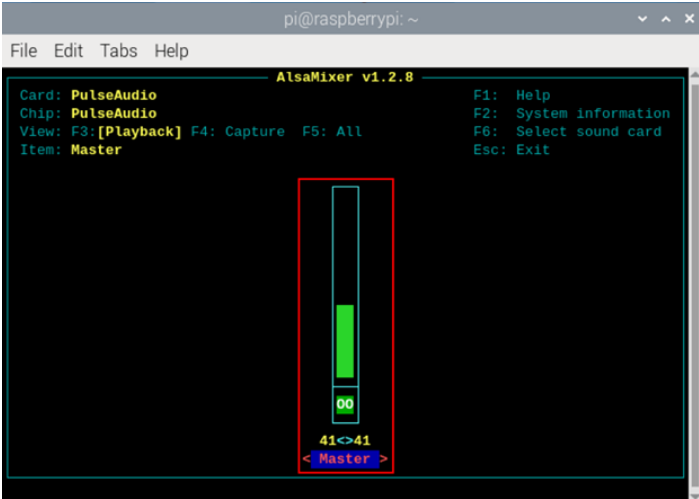 pi@raspberrypi: ~
File Edit Tabs Help
AlsaMixer v1.2.8
Card: PulseAudio F1: Help
Chip: PulseAudio F2: System information
View: F3:[Playback] F4: Capture F5: All F6: Select sound card
Item: Master Esc: Exit
OO
41<>41
< Master >